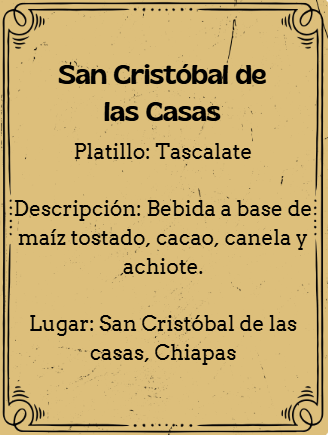 San Cristóbal de
las Casas
Platillo: Tascalate
Descripción: Bebida a base de
maíz tostado, cacao, canela y
achiote.
Lugar: San Cristóbal de las
casas, Chiapas